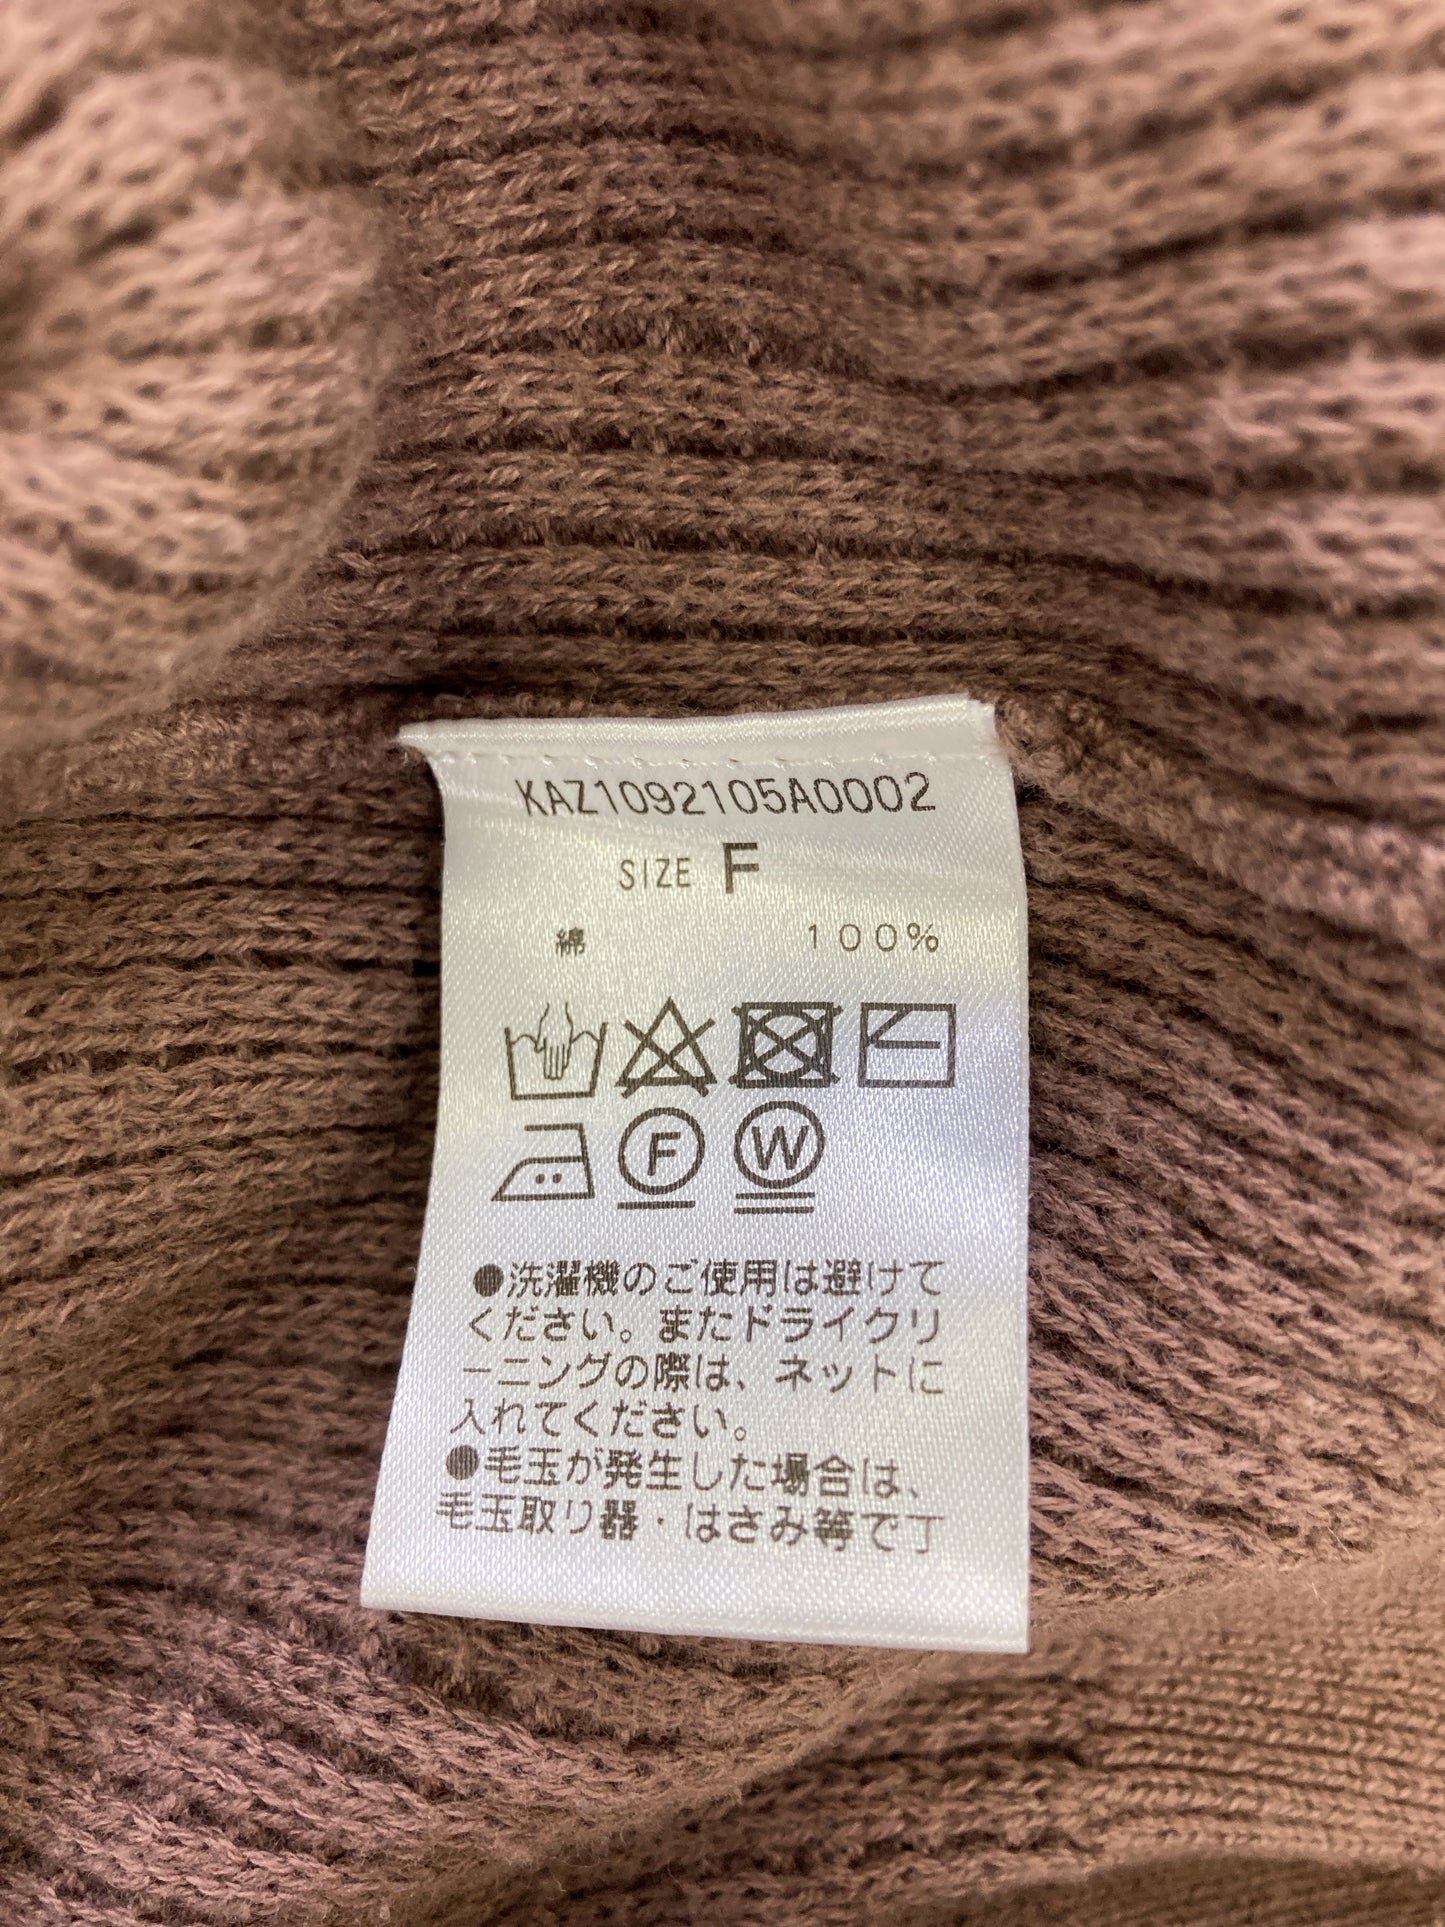 KAZ1092105A0002
SIZE F
綿 100%
F W
●洗濯機のご使用は避けて
ください。またドライクリ
ーニングの際は、ネットに
入れてください。
●毛玉が発生した場合は、
毛玉取り器・はさみ等で丁